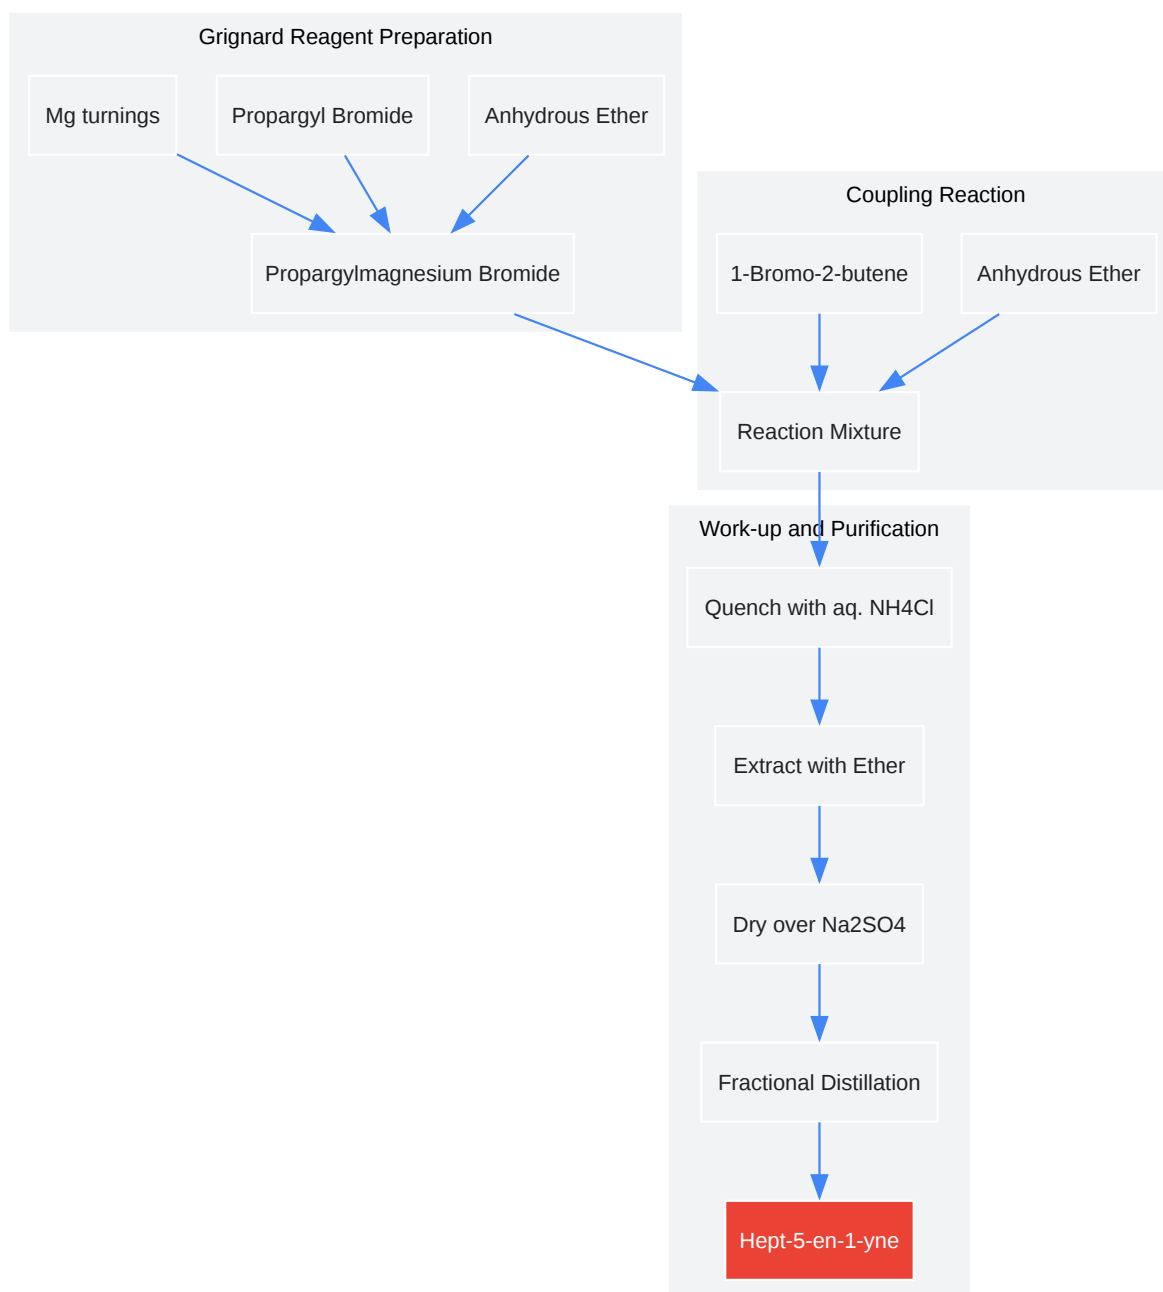 Grignard Reagent Preparation
Mg turnings
Propargyl Bromide
Anhydrous Ether
Propargylmagnesium Bromide
Coupling Reaction
1-Bromo-2-butene
Anhydrous Ether
Reaction Mixture
Work-up and Purification
Quench with aq. NH4Cl
Extract with Ether
Dry over Na2SO4
Fractional Distillation
Hept-5-en-1-yne